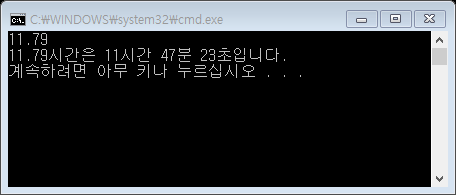 C:\WINDOWS\system32\cmd.exe
11.79
11.79시간은 11시간 47분 23초입니다.
계속하려면 아무 키나 누르십시오 . . .